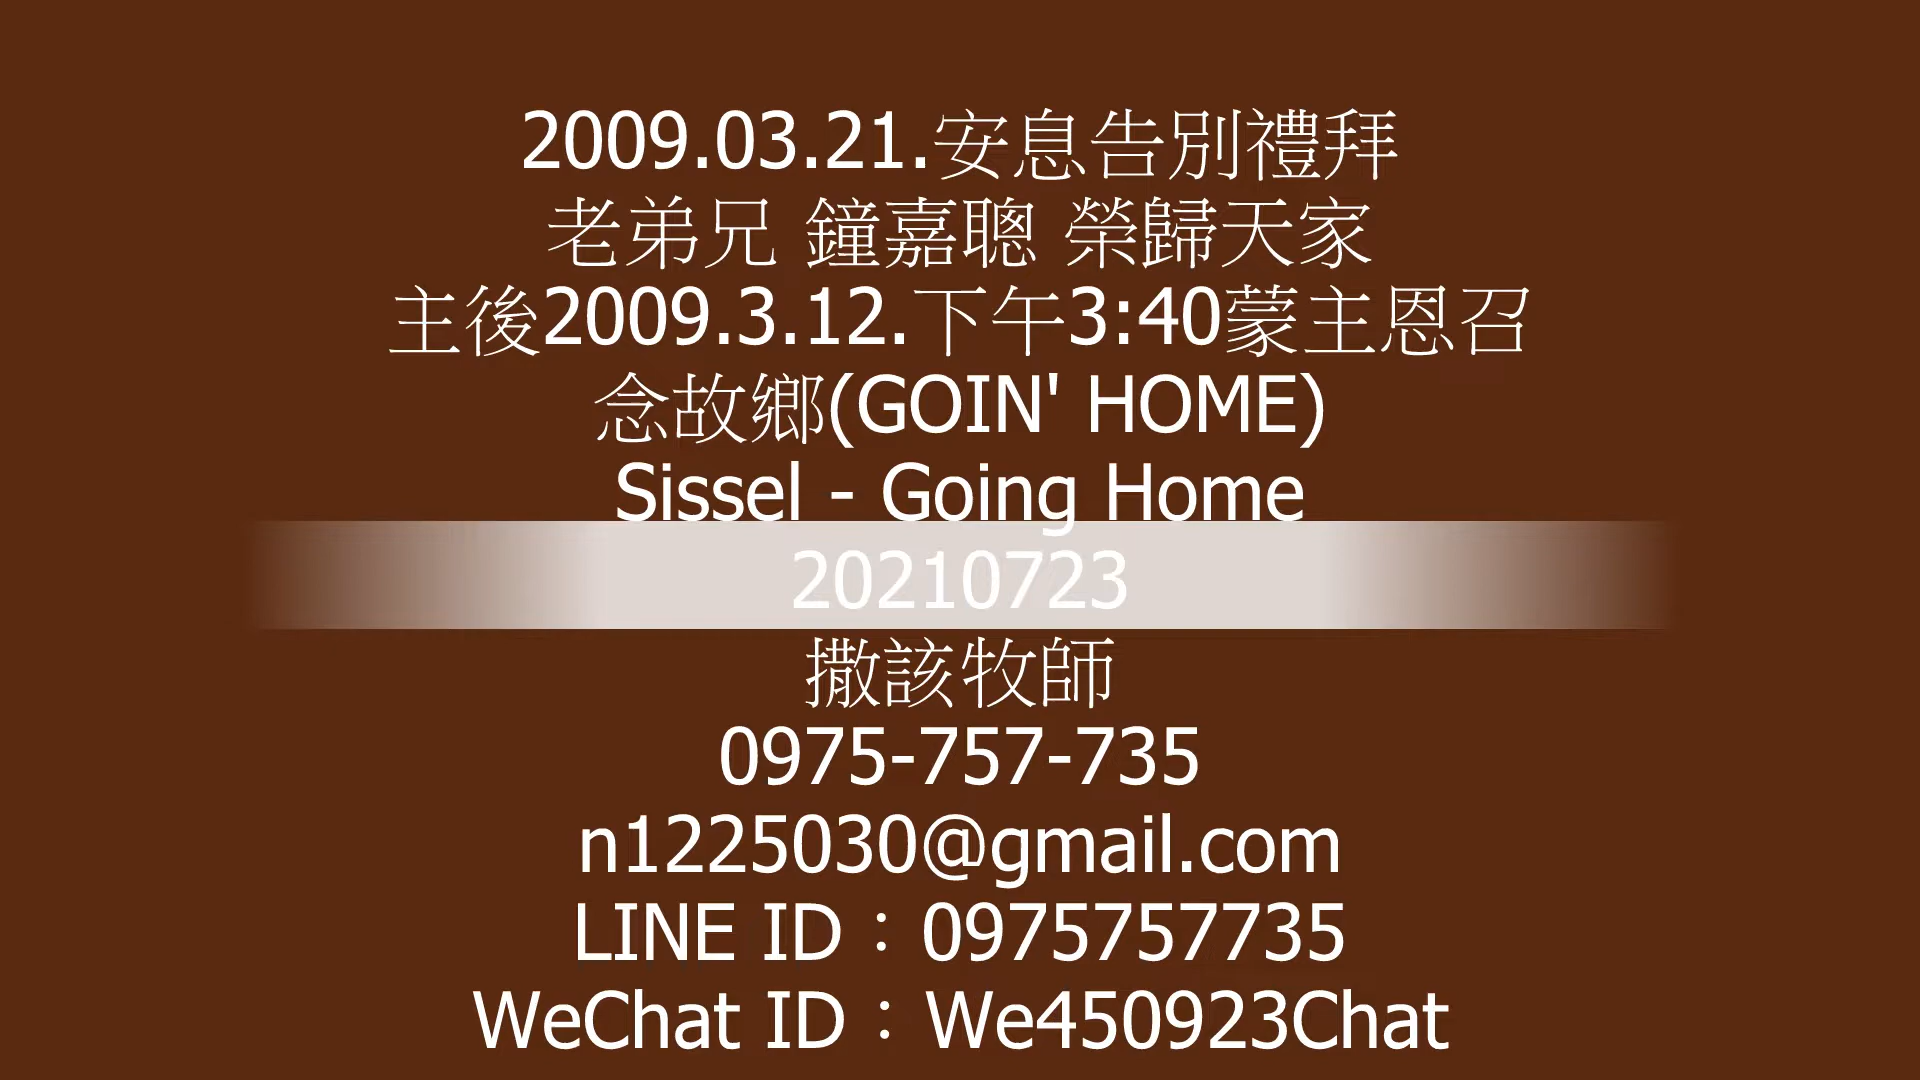 2009.03.21.安息告別禮拜
老弟兄 鐘嘉聰 榮歸天家
主後2009.3.12.下午3:40蒙主恩召
念故鄉(GOIN' HOME)
Sissel - Going Home
20210723
撒該牧師
0975-757-735
n1225030@gmail.com
LINE ID：0975757735
WeChat ID：We450923Chat